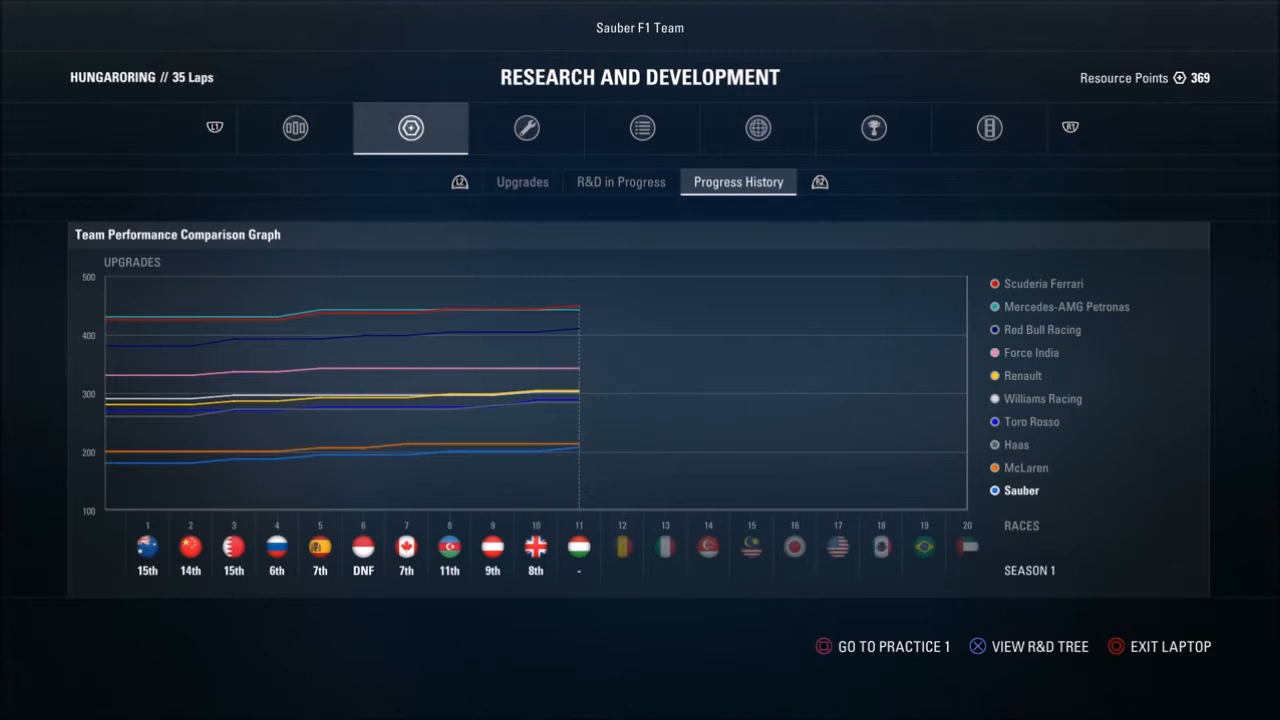 Sauber F1 Team
HUNGARORING // 35 Laps
RESEARCH AND DEVELOPMENT
Resource Points 369
L1
R1
L2
Upgrades
R&D in Progress
Progress History
R2
Team Performance Comparison Graph
UPGRADES
500
400
300
200
100
Scuderia Ferrari
Mercedes-AMG Petronas
Red Bull Racing
Force India
Renault
Williams Racing
Toro Rosso
Haas
McLaren
Sauber
1 2 3 4 5 6 7 8 9 10 11 12 13 14 15 16 17 18 19 20
RACES
15th 14th 15th 6th 7th DNF 7th 11th 9th 8th -
SEASON 1
GO TO PRACTICE 1
VIEW R&D TREE
EXIT LAPTOP